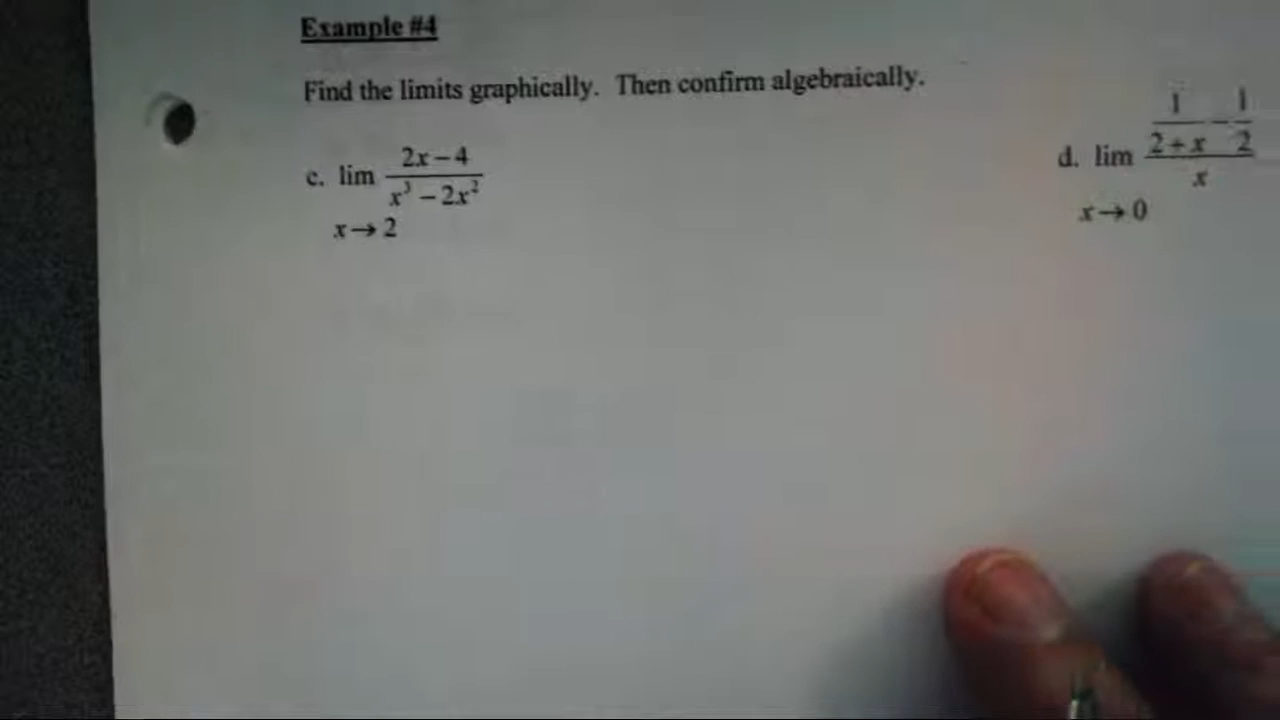 Example #4
Find the limits graphically. Then confirm algebraically.
c. lim (2x-4)/(x³-2x²)
x→2
d. lim (1/(2+x) - 1/2)/x
x→0